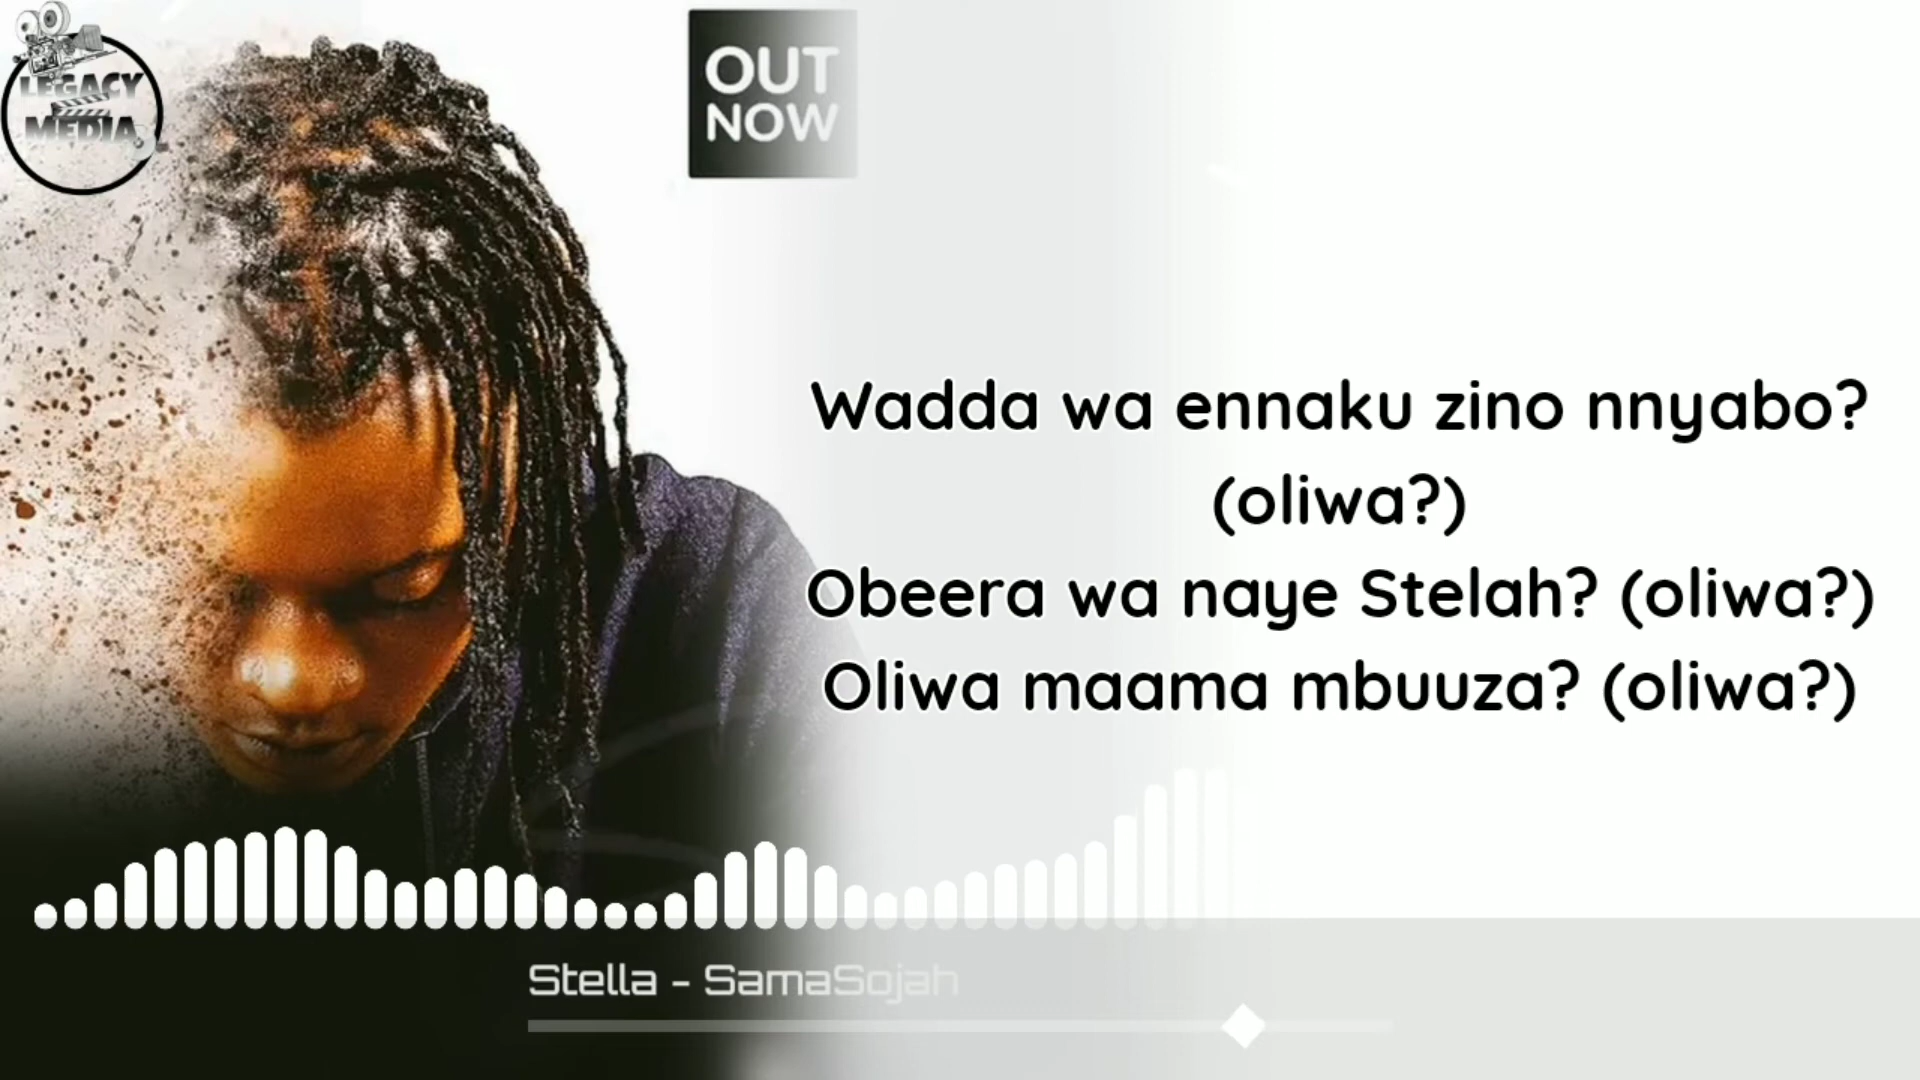 LEGACY
MEDIA
OUT
NOW
Wadda wa ennaku zino nnyabo?
(oliwa?)
Obeera wa naye Stelah? (oliwa?)
Oliwa maama mbuuza? (oliwa?)
Stella - SamaSojah